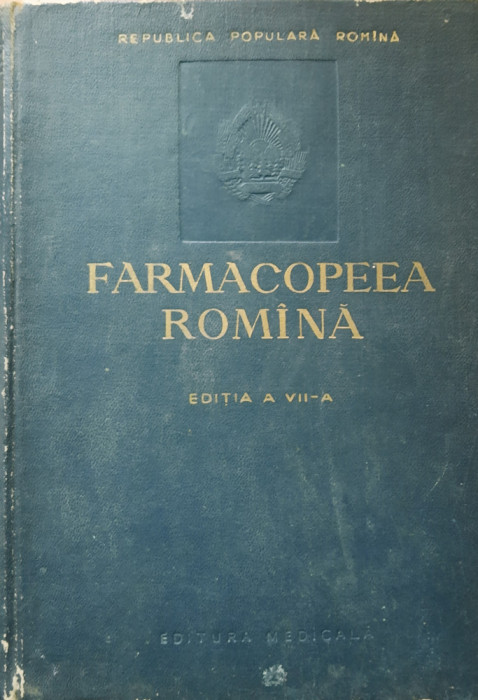 REPUBLICA POPULARĂ ROMÎNĂ
FARMACOPEEA
ROMÎNĂ
EDIȚIA A VII-A
EDITURA MEDICALĂ